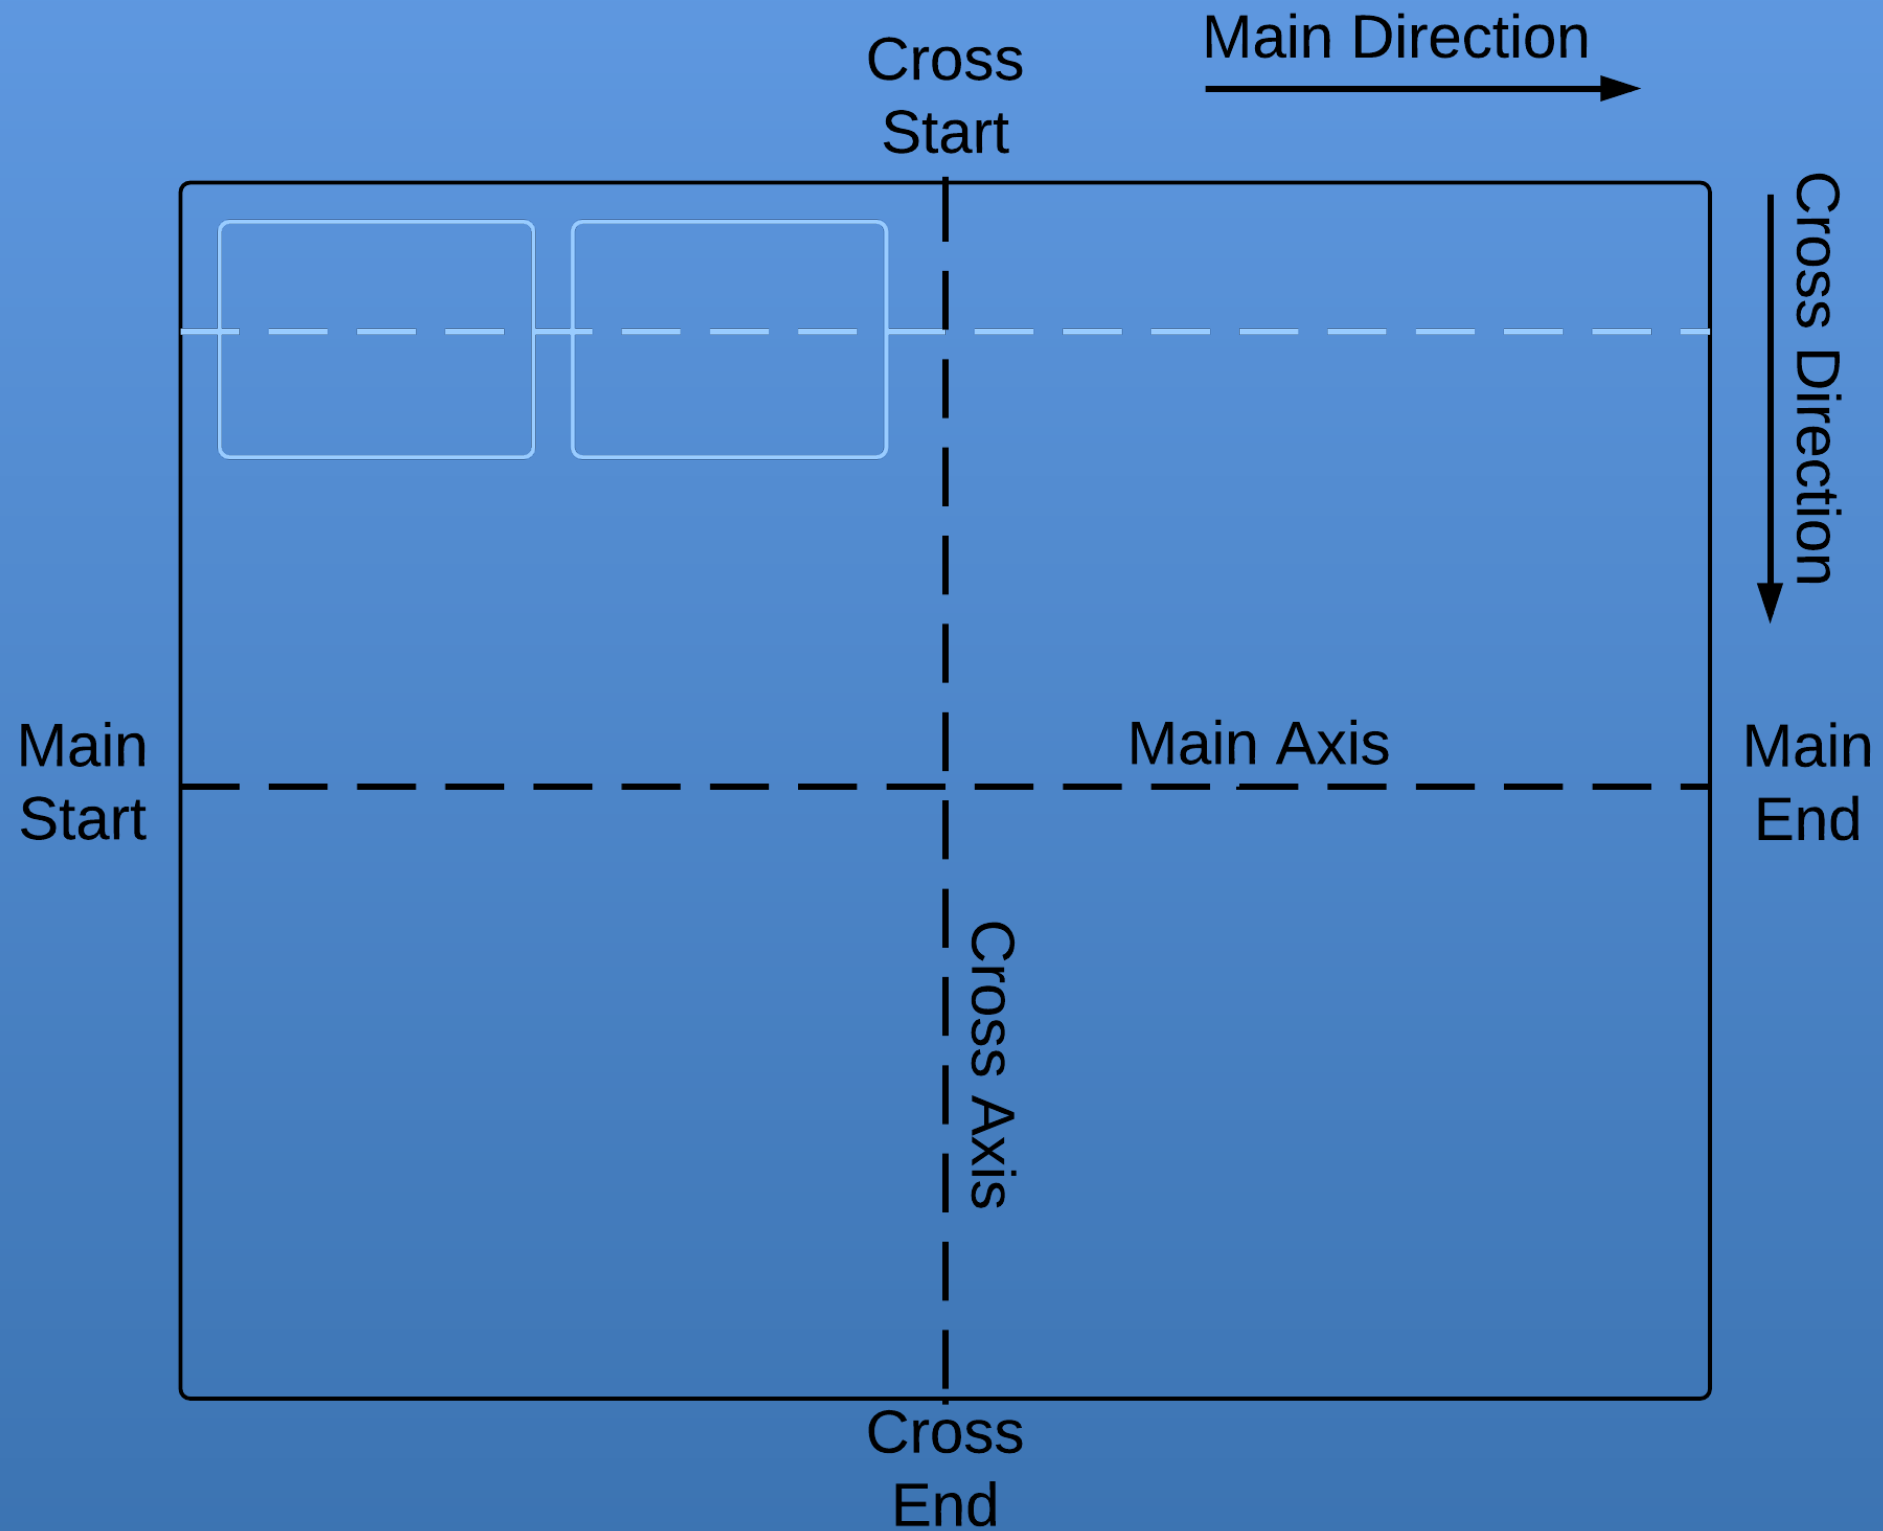 Main Direction
Cross
Start
Cross Direction
Main
Start
Main Axis
Main
End
Cross Axis
Cross
End